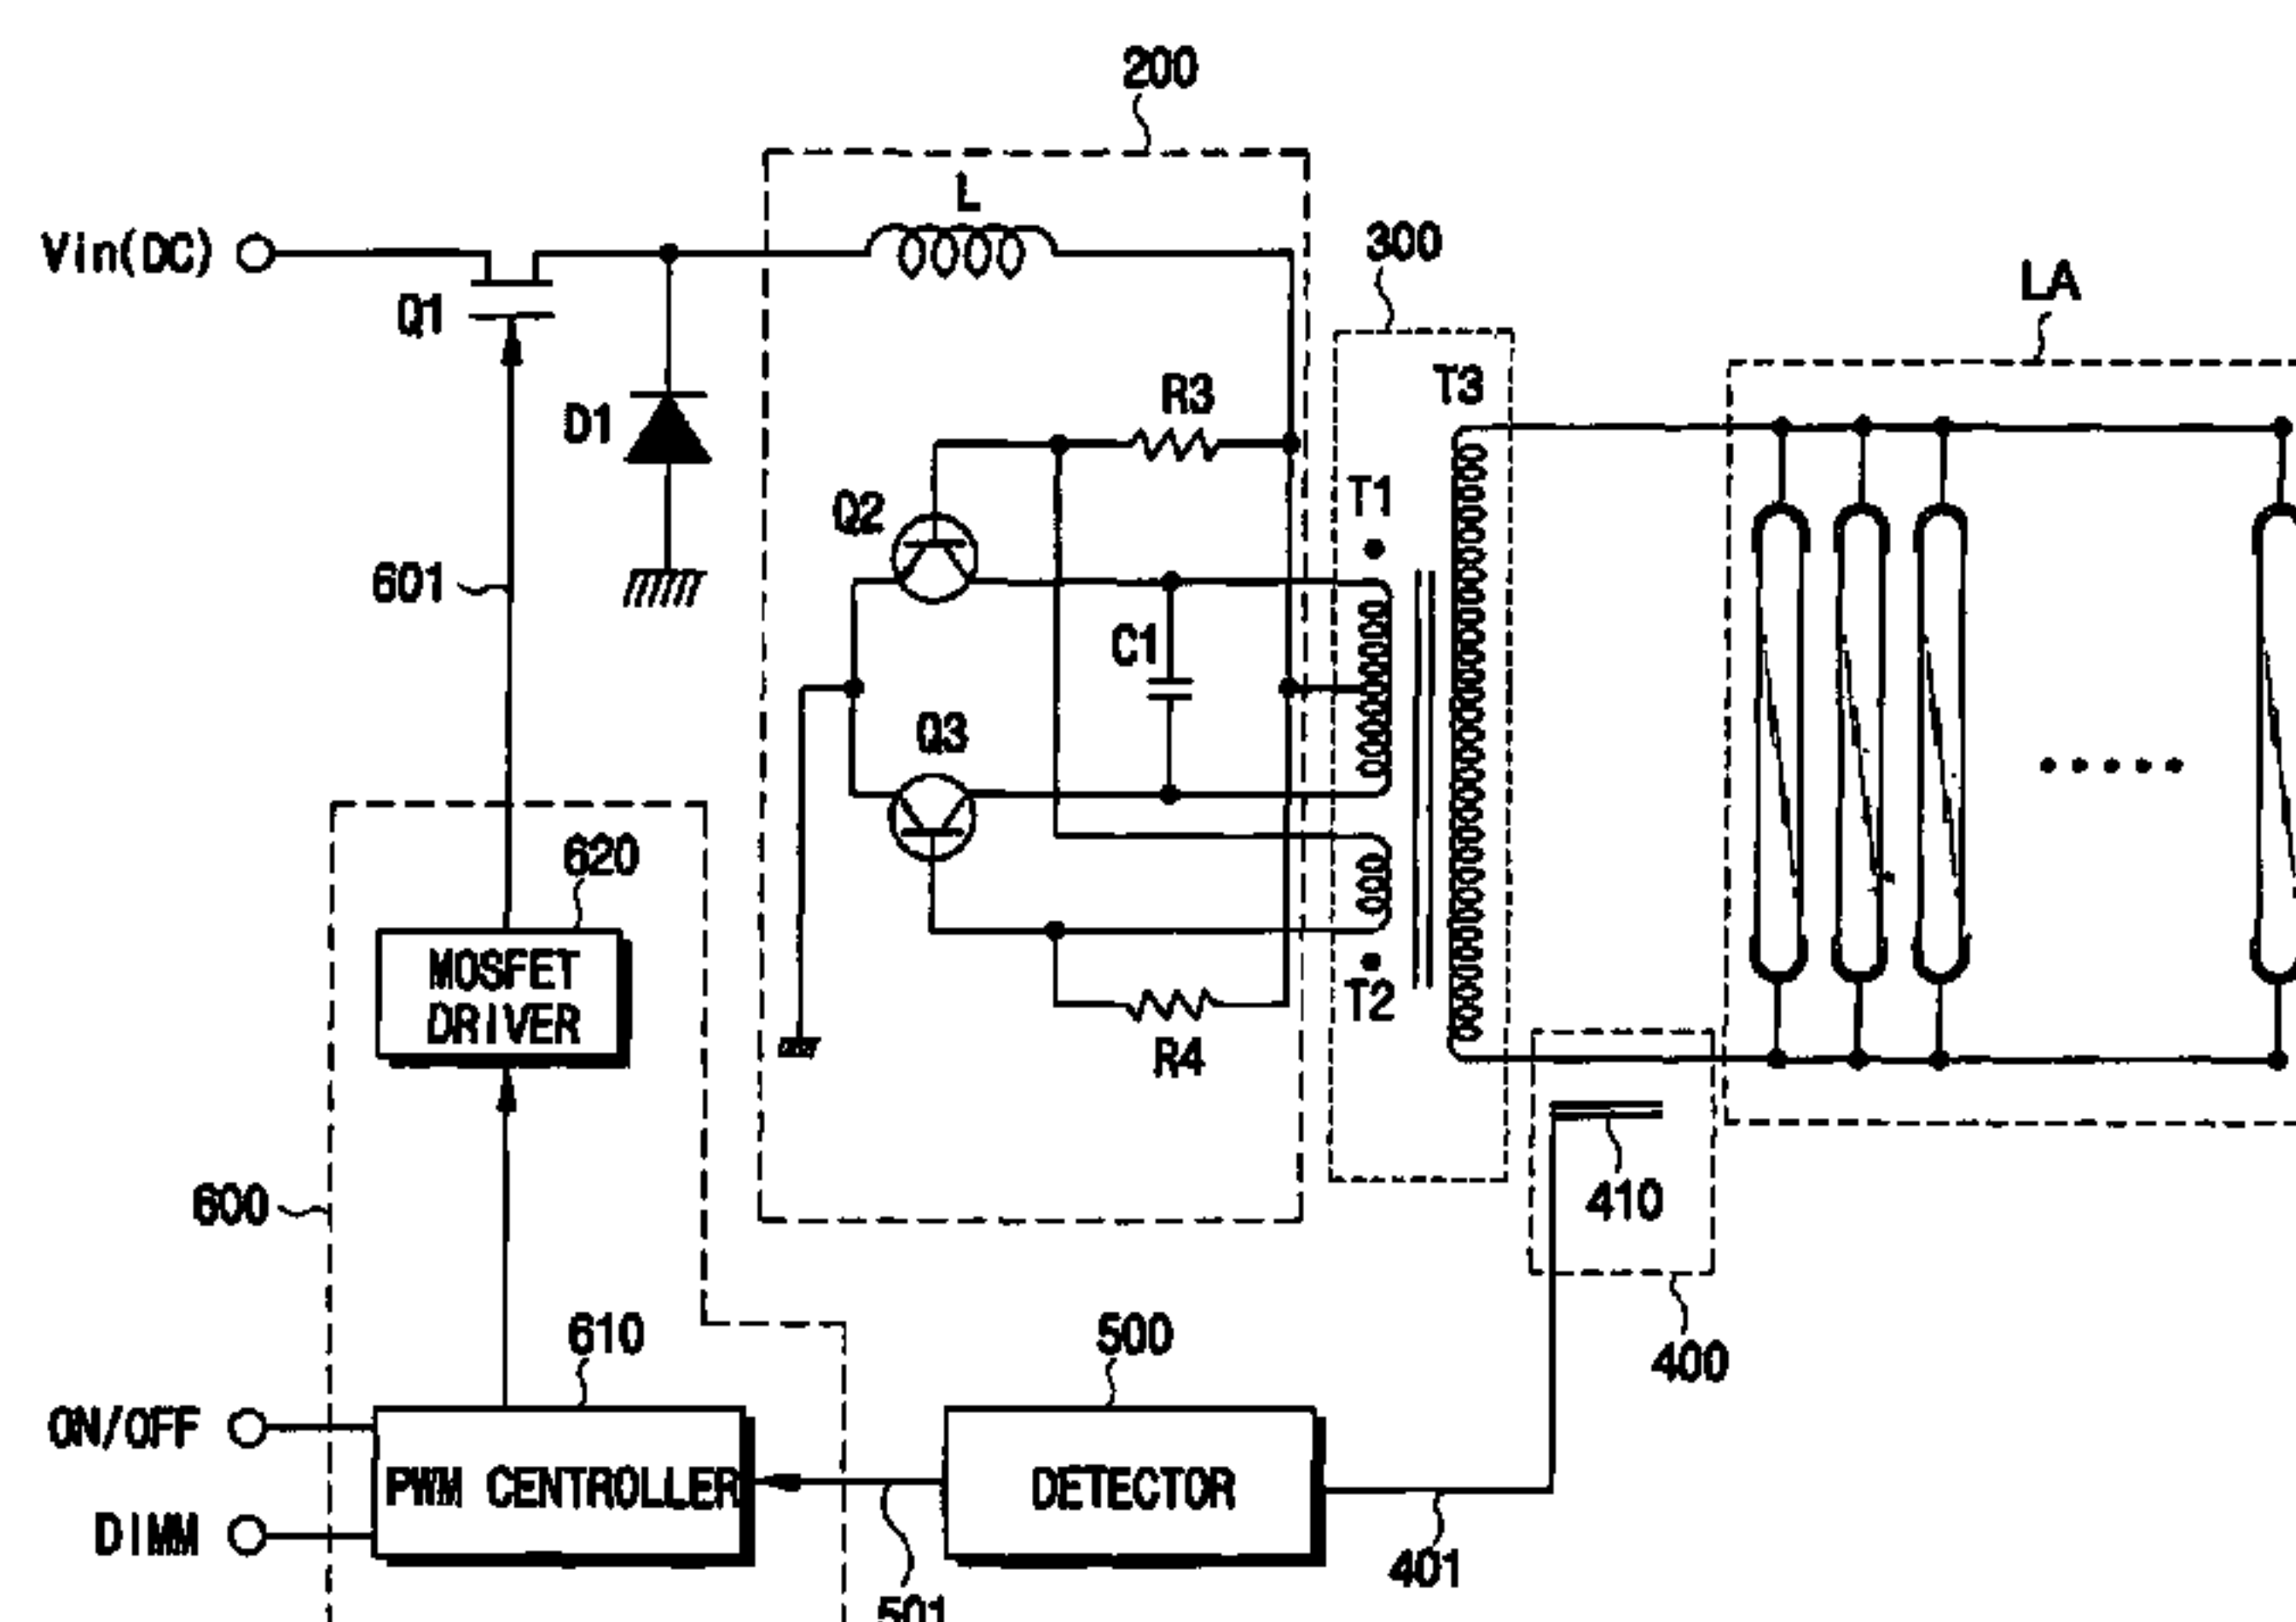 200
L
Vin(DC)
300
LA
Q1
T3
R3
D1
T1
Q2
601
C1
Q3
620
MOSFET
DRIVER
T2
R4
600
410
610
500
400
ON/OFF
PWM CENTROLLER
DETECTOR
DIMM
401
501